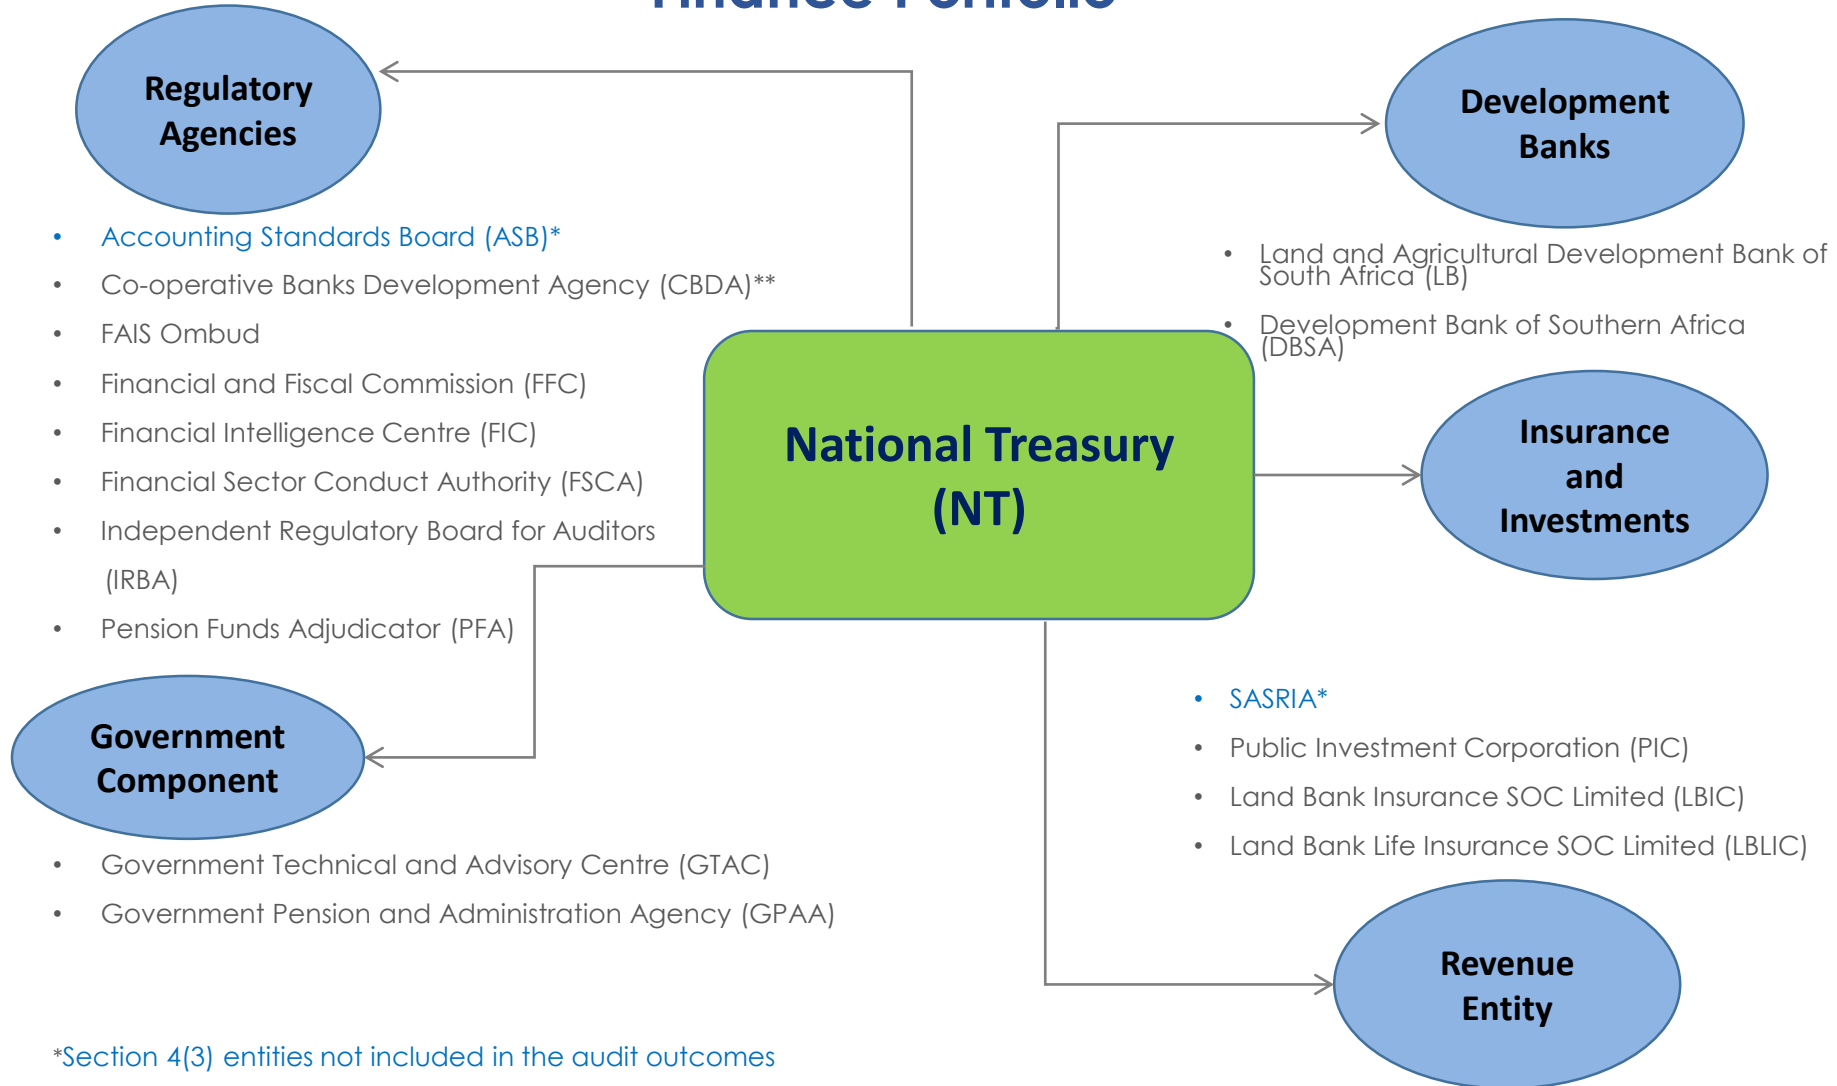 Finance Portfolio
Regulatory
Agencies
• Accounting Standards Board (ASB)*
• Co-operative Banks Development Agency (CBDA)**
• FAIS Ombud
• Financial and Fiscal Commission (FFC)
• Financial Intelligence Centre (FIC)
• Financial Sector Conduct Authority (FSCA)
• Independent Regulatory Board for Auditors
(IRBA)
• Pension Funds Adjudicator (PFA)
Development
Banks
• Land and Agricultural Development Bank of
South Africa (LB)
• Development Bank of Southern Africa
(DBSA)
National Treasury
(NT)
Insurance
and
Investments
• SASRIA*
• Public Investment Corporation (PIC)
• Land Bank Insurance SOC Limited (LBIC)
• Land Bank Life Insurance SOC Limited (LBLIC)
Government
Component
• Government Technical and Advisory Centre (GTAC)
• Government Pension and Administration Agency (GPAA)
Revenue
Entity
*Section 4(3) entities not included in the audit outcomes